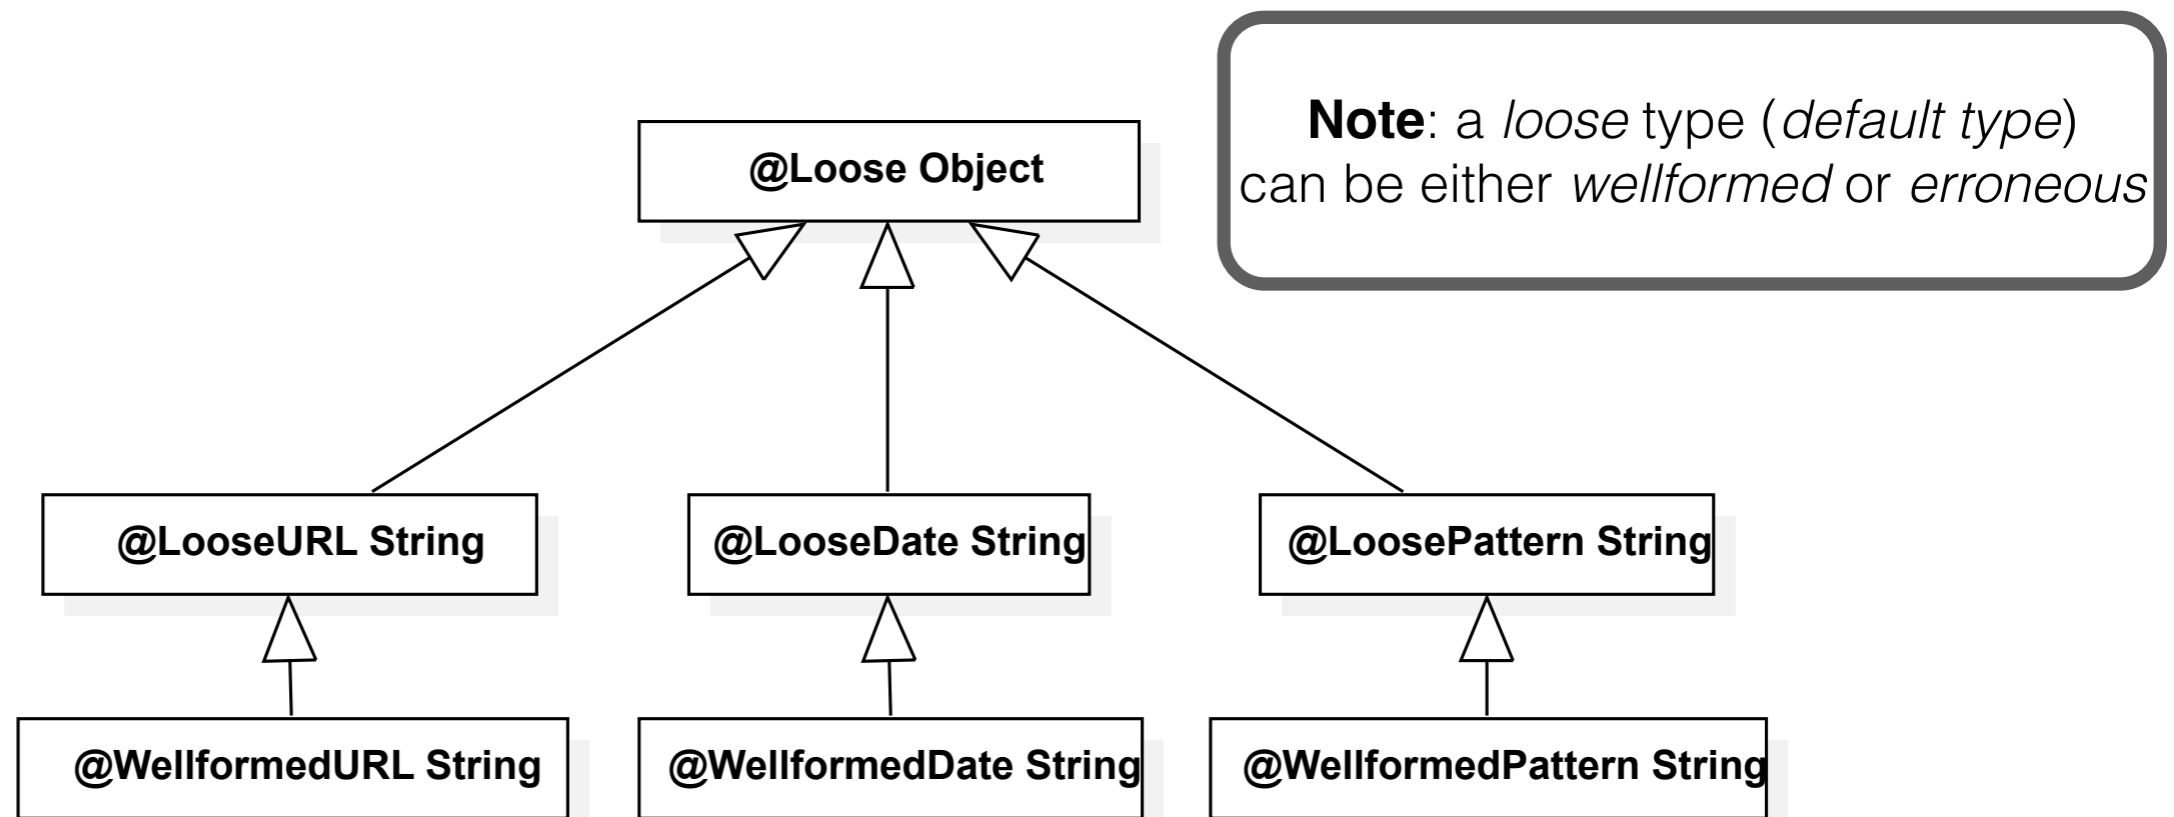 Note: a loose type (default type)
can be either wellformed or erroneous
@Loose Object
@LooseURL String
@LooseDate String
@LoosePattern String
@WellformedURL String
@WellformedDate String
@WellformedPattern String